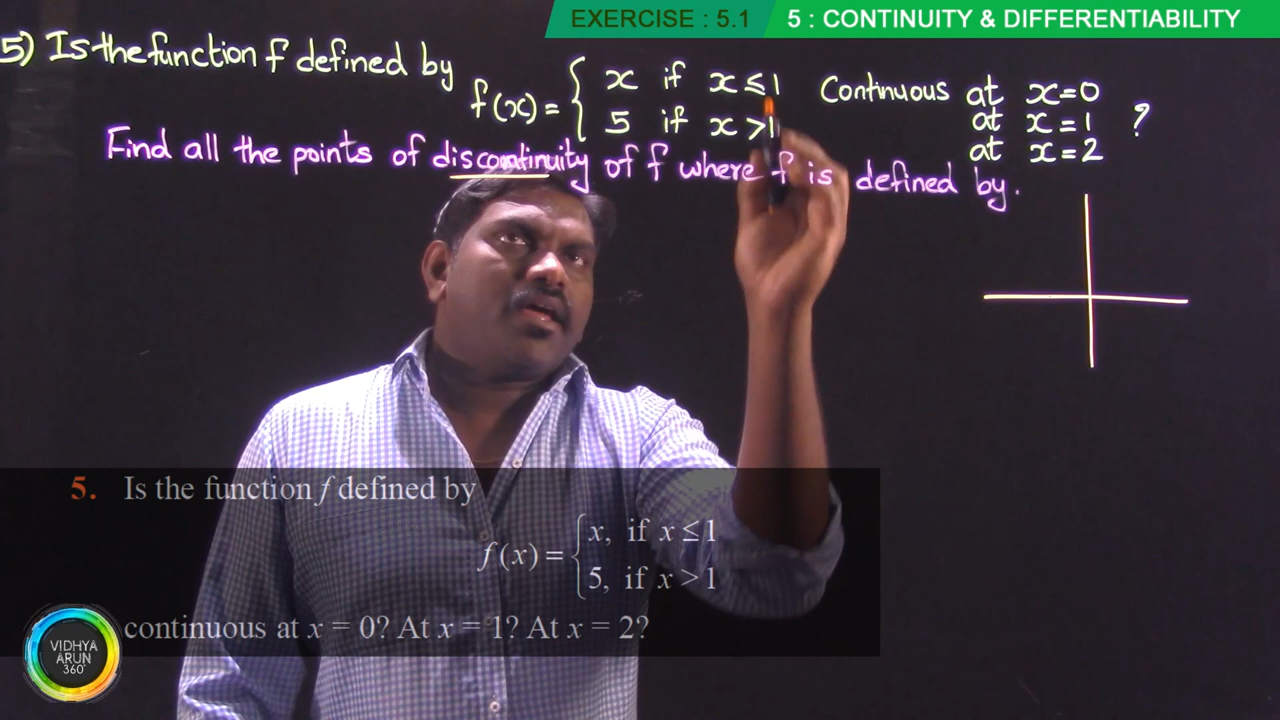 EXERCISE : 5.1
5 : CONTINUITY & DIFFERENTIABILITY
5) Is the function f defined by
f(x) = { x if x ≤ 1 Continuous at x = 0
5 if x > 1 at x = 1 ?
at x = 2
Find all the points of discontinuity of f where f is defined by.
5. Is the function f defined by
f(x) = { x, if x ≤ 1
5, if x > 1
continuous at x = 0? At x = 1? At x = 2?
VIDHYA
ARUN
360°